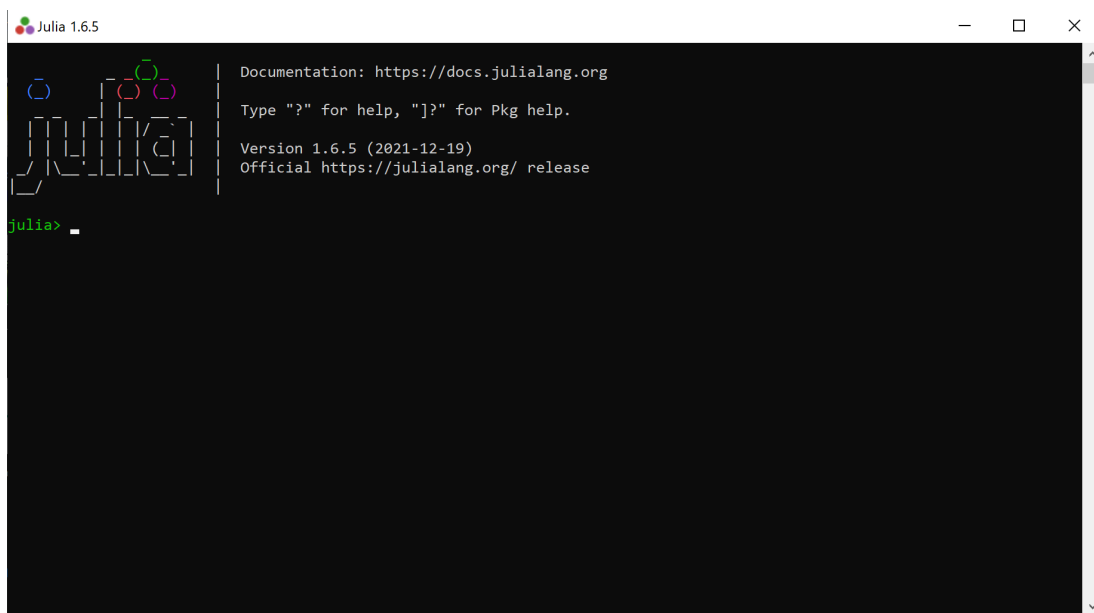 Julia 1.6.5
julia
Documentation: https://docs.julialang.org
Type "?" for help, "]?" for Pkg help.
Version 1.6.5 (2021-12-19)
Official https://julialang.org/ release
julia>